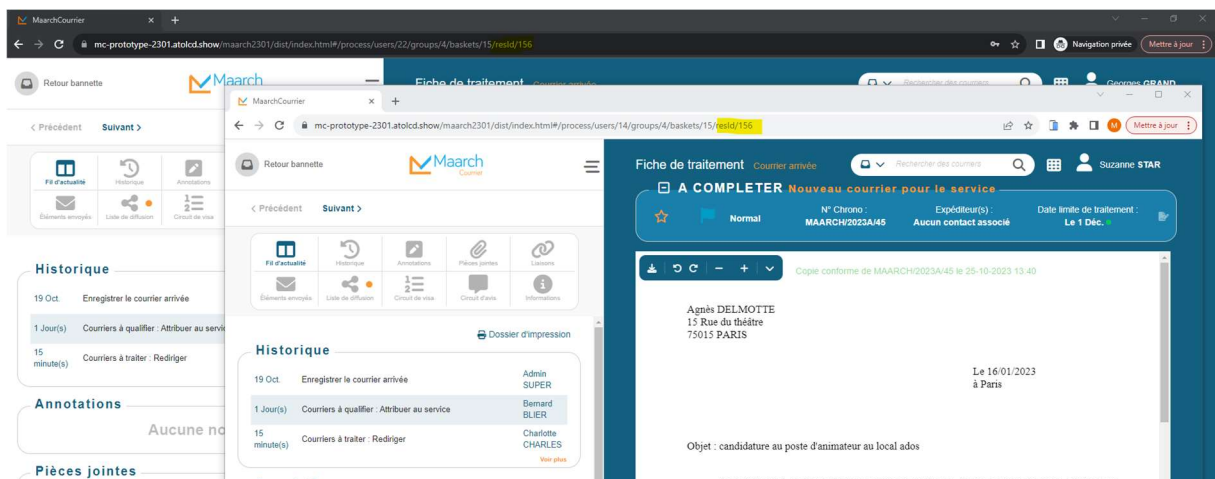 MaarchCourrier
mc-prototype-2301.atolcd.show/maarch2301/dist/index.html#/process/users/22/groups/4/baskets/15/resId/156
Navigation privée
Mettre à jour
Retour bannette
Maarch
Fiche de traitement Courrier arrivée
Rechercher des courriers
Georges GRAND
< Précédent
Suivant >
Fil d'actualité
Historique
Annotations
Éléments envoyés
Liste de diffusion
Circuit de visa
Historique
19 Oct. Enregistrer le courrier arrivée
1 Jour(s) Courriers à qualifier : Attribuer au servic
15 minute(s) Courriers à traiter : Rediriger
Annotations
Aucune no
Pièces jointes
MaarchCourrier
mc-prototype-2301.atolcd.show/maarch2301/dist/index.html#/process/users/14/groups/4/baskets/15/resId/156
M
Mettre à jour
Retour bannette
Maarch
Courrier
Fiche de traitement Courrier arrivée
Rechercher des courriers
Suzanne STAR
< Précédent
Suivant >
A COMPLETER Nouveau courrier pour le service
Normal
N° Chrono :
MAARCH/2023A/45
Expéditeur(s) :
Aucun contact associé
Date limite de traitement :
Le 1 Déc.
Fil d'actualité
Historique
Annotations
Pièces jointes
Liaisons
Éléments envoyés
Liste de diffusion
Circuit de visa
Circuit d'avis
Informations
Dossier d'impression
Historique
19 Oct. Enregistrer le courrier arrivée Admin SUPER
1 Jour(s) Courriers à qualifier : Attribuer au service Bernard BLIER
15 minute(s) Courriers à traiter : Rediriger Charlotte CHARLES
Voir plus
Copie conforme de MAARCH/2023A/45 le 25-10-2023 13:40
Agnès DELMOTTE
15 Rue du théâtre
75015 PARIS
Le 16/01/2023
à Paris
Objet : candidature au poste d'animateur au local ados